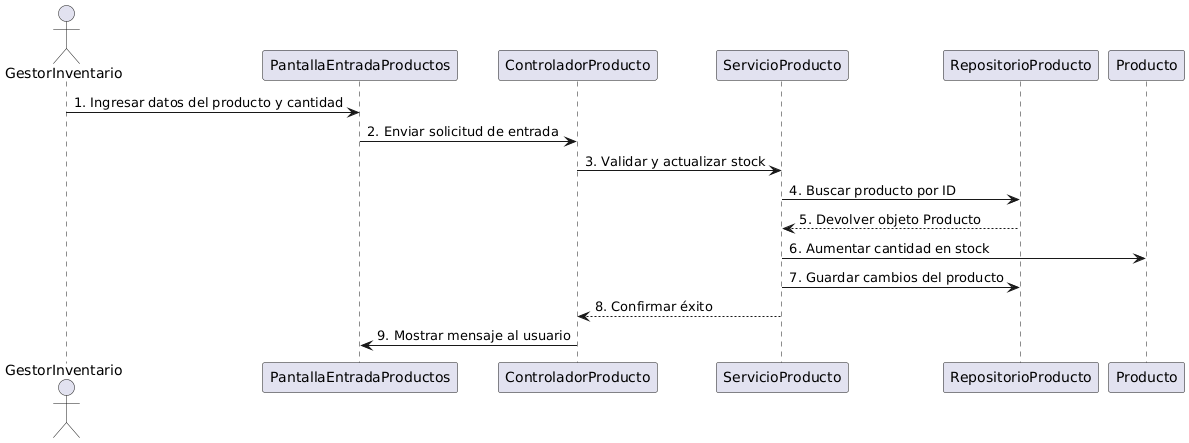 GestorInventario
PantallaEntradaProductos
ControladorProducto
ServicioProducto
RepositorioProducto
Producto
1. Ingresar datos del producto y cantidad
2. Enviar solicitud de entrada
3. Validar y actualizar stock
4. Buscar producto por ID
5. Devolver objeto Producto
6. Aumentar cantidad en stock
7. Guardar cambios del producto
8. Confirmar éxito
9. Mostrar mensaje al usuario
GestorInventario
PantallaEntradaProductos
ControladorProducto
ServicioProducto
RepositorioProducto
Producto